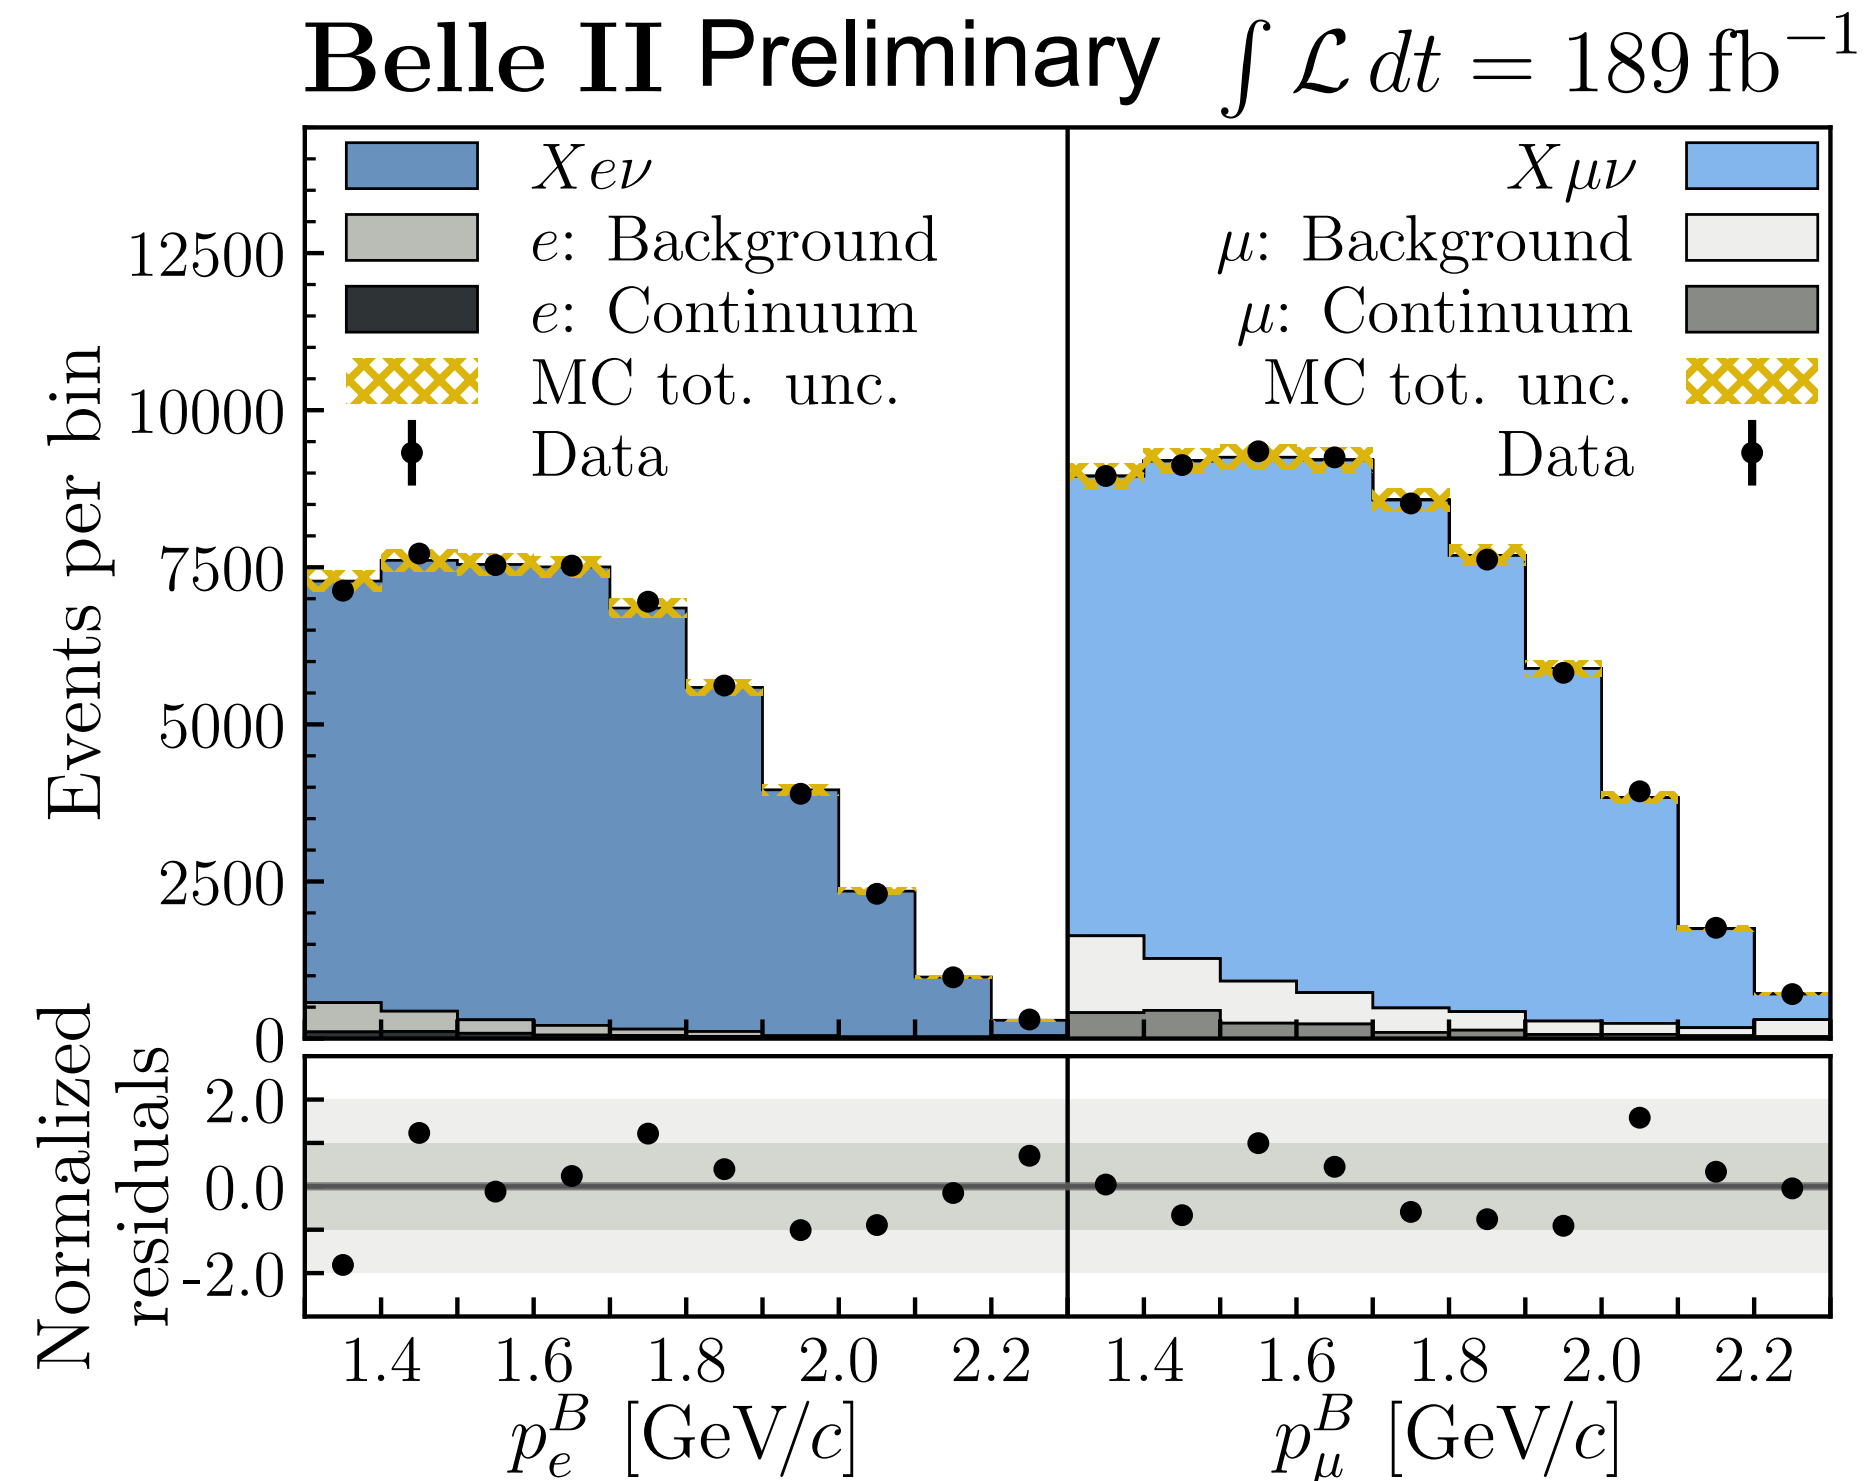 Belle II Preliminary ∫ ℒ dt = 189 fb⁻¹
Xeν
e: Background
e: Continuum
MC tot. unc.
Data
Xμν
μ: Background
μ: Continuum
MC tot. unc.
Data
Events per bin
12500
10000
7500
5000
2500
0
Normalized
residuals
2.0
0.0
-2.0
1.4 1.6 1.8 2.0 2.2 1.4 1.6 1.8 2.0 2.2
p_e^B [GeV/c] p_μ^B [GeV/c]